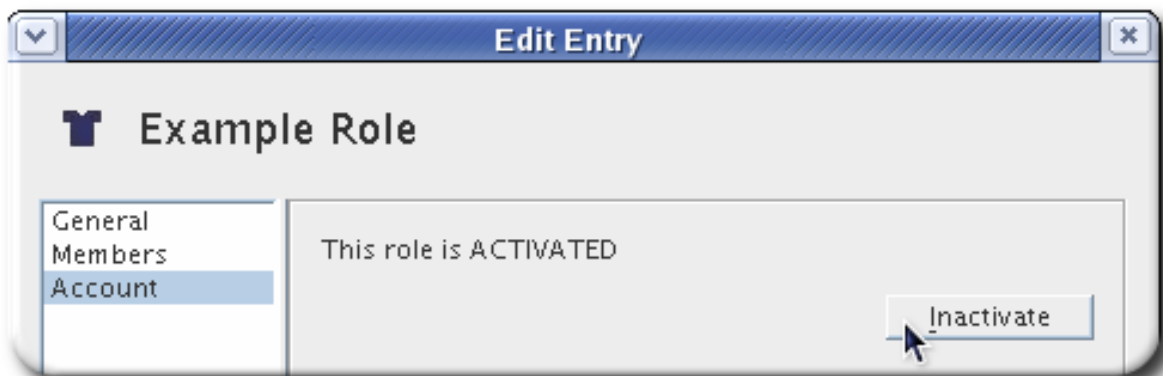 Edit Entry
Example Role
General
Members
Account
This role is ACTIVATED
Inactivate